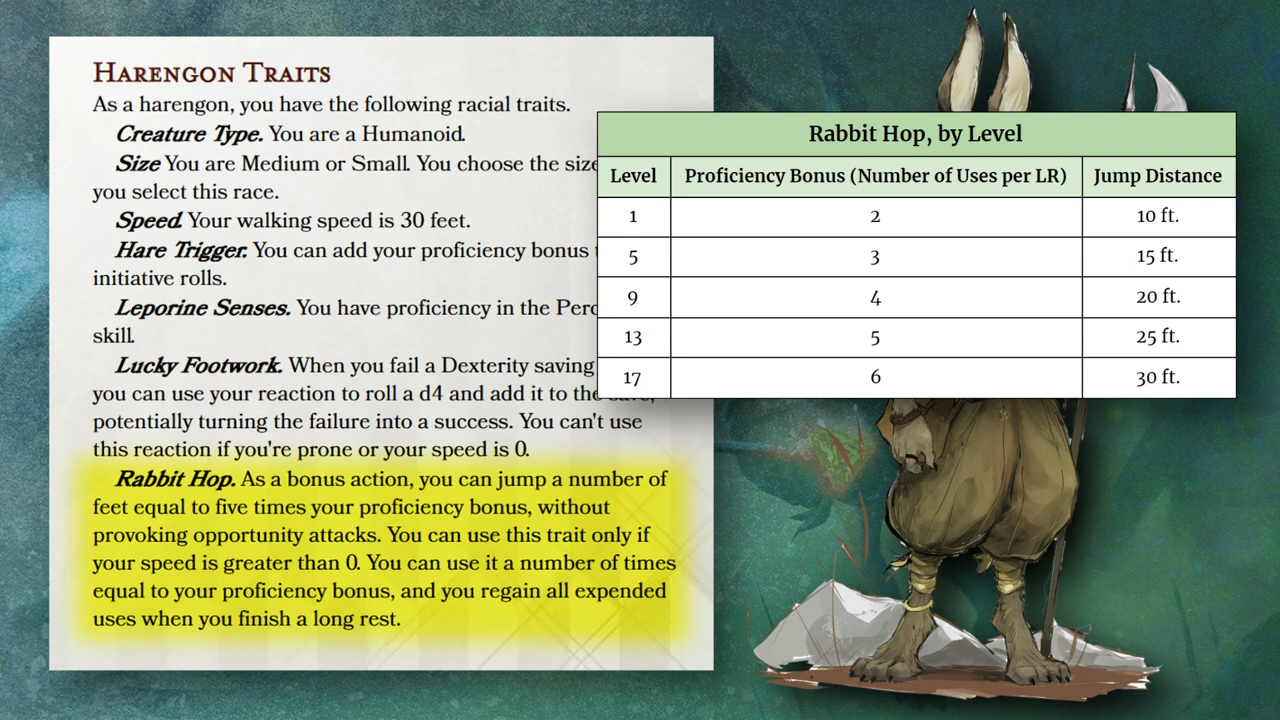 Harengon Traits
As a harengon, you have the following racial traits.
Creature Type. You are a Humanoid.
Size You are Medium or Small. You choose the size
you select this race.
Speed. Your walking speed is 30 feet.
Hare Trigger. You can add your proficiency bonus
initiative rolls.
Leporine Senses. You have proficiency in the
skill.
Lucky Footwork. When you fail a Dexterity saving
you can use your reaction to roll a d4 and add it to the save,
potentially turning the failure into a success. You can't use
this reaction if you're prone or your speed is 0.
Rabbit Hop. As a bonus action, you can jump a number of
feet equal to five times your proficiency bonus, without
provoking opportunity attacks. You can use this trait only if
your speed is greater than 0. You can use it a number of times
equal to your proficiency bonus, and you regain all expended
uses when you finish a long rest.
Rabbit Hop, by Level
Level Proficiency Bonus (Number of Uses per LR) Jump Distance
1 2 10 ft.
5 3 15 ft.
9 4 20 ft.
13 5 25 ft.
17 6 30 ft.